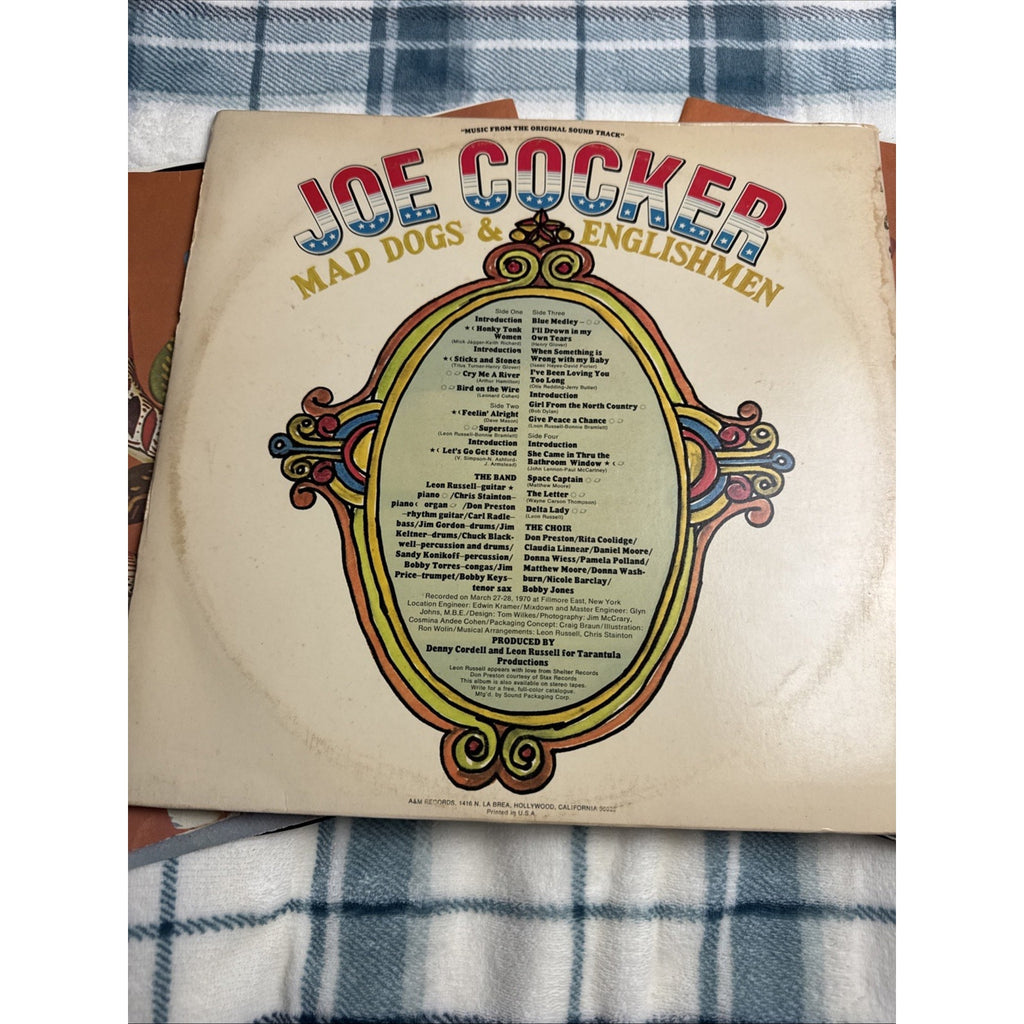 "MUSIC FROM THE ORIGINAL SOUND TRACK"
JOE COCKER
MAD DOGS & ENGLISHMEN
Side One
Introduction
★☾Honky Tonk
Women
(Mick Jagger-Keith Richard)
Introduction
★☾Sticks and Stones
(Titus Turner-Henry Glover)
Cry Me A River
(Arthur Hamilton)
Bird on the Wire
(Leonard Cohen)
Side Two
★☾Feelin' Alright
(Dave Mason)
Superstar
(Leon Russell-Bonnie Bramlett)
Introduction
★☾Let's Go Get Stoned
(V. Simpson-N. Ashford-
J. Armstead)
THE BAND
Leon Russell—guitar ★
piano ○/Chris Stainton—
piano☾ organ /Don Preston
—rhythm guitar/Carl Radle—
bass/Jim Gordon—drums/Jim
Keltner—drums/Chuck Black-
well—percussion and drums/
Sandy Konikoff—percussion/
Bobby Torres—congas/Jim
Price—trumpet/Bobby Keys—
tenor sax
Side Three
Blue Medley –
I'll Drown in my
Own Tears
(Henry Glover)
When Something is
Wrong with my Baby
(Isaac Hayes-David Porter)
I've Been Loving You
Too Long
(Otis Redding-Jerry Butler)
Introduction
Girl From the North Country ○
(Bob Dylan)
Give Peace a Chance
(Leon Russell-Bonnie Bramlett)
Side Four
Introduction
She Came in Thru the
Bathroom Window ★☾
(John Lennon-Paul McCartney)
Space Captain
(Matthew Moore)
The Letter
(Wayne Carson Thompson)
Delta Lady
(Leon Russell)
THE CHOIR
Don Preston/Rita Coolidge/
Claudia Linnear/Daniel Moore/
Donna Wiess/Pamela Polland/
Matthew Moore/Donna Wash-
burn/Nicole Barclay/
Bobby Jones
Recorded on March 27-28, 1970 at Fillmore East, New York
Location Engineer: Edwin Kramer/Mixdown and Master Engineer: Glyn
Johns, M.B.E./Design: Tom Wilkes/Photography: Jim McCrary,
Cosmina Andee Cohen/Packaging Concept: Craig Braun/Illustration:
Ron Wolin/Musical Arrangements: Leon Russell, Chris Stainton
PRODUCED BY
Denny Cordell and Leon Russell for Tarantula
Productions
Leon Russell appears with love from Shelter Records
Don Preston courtesy of Stax Records
This album is also available on stereo tapes.
Write for a free, full-color catalogue.
Mfg'd. by Sound Packaging Corp.
A&M RECORDS, 1416 N. LA BREA, HOLLYWOOD, CALIFORNIA
Printed in U.S.A.